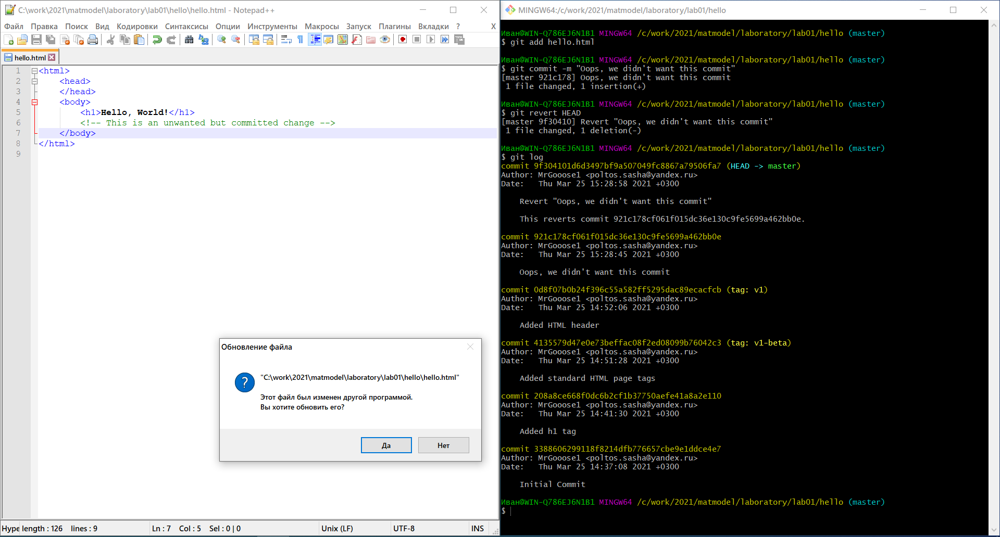 C:\work\2021\matmodel\laboratory\lab01\hello\hello.html - Notepad++
Файл Правка Поиск Вид Кодировки Синтаксисы Опции Инструменты Макросы Запуск Плагины Вкладки ? X
hello.html
1 <html>
2 <head>
3 </head>
4 <body>
5 <h1>Hello, World!</h1>
6 <!-- This is an unwanted but committed change -->
7 </body>
8 </html>
9
Обновление файла
"C:\work\2021\matmodel\laboratory\lab01\hello\hello.html"
Этот файл был изменен другой программой.
Вы хотите обновить его?
Да Нет
Hype length : 126 lines : 9 Ln : 7 Col : 5 Sel : 0 | 0 Unix (LF) UTF-8 INS
MINGW64:/c/work/2021/matmodel/laboratory/lab01/hello
Иван@WIN-Q786EJ6N1B1 MINGW64 /c/work/2021/matmodel/laboratory/lab01/hello (master)
$ git add hello.html
Иван@WIN-Q786EJ6N1B1 MINGW64 /c/work/2021/matmodel/laboratory/lab01/hello (master)
$ git commit -m "Oops, we didn't want this commit"
[master 921c178] Oops, we didn't want this commit
1 file changed, 1 insertion(+)
Иван@WIN-Q786EJ6N1B1 MINGW64 /c/work/2021/matmodel/laboratory/lab01/hello (master)
$ git revert HEAD
[master 9f30410] Revert "Oops, we didn't want this commit"
1 file changed, 1 deletion(-)
Иван@WIN-Q786EJ6N1B1 MINGW64 /c/work/2021/matmodel/laboratory/lab01/hello (master)
$ git log
commit 9f304101d6d3497bf9a507049fc8867a79506fa7 (HEAD -> master)
Author: MrGooose1 <poltos.sasha@yandex.ru>
Date: Thu Mar 25 15:28:58 2021 +0300
Revert "Oops, we didn't want this commit"
This reverts commit 921c178cf061f015dc36e130c9fe5699a462bb0e.
commit 921c178cf061f015dc36e130c9fe5699a462bb0e
Author: MrGooose1 <poltos.sasha@yandex.ru>
Date: Thu Mar 25 15:28:45 2021 +0300
Oops, we didn't want this commit
commit 0d8f07b0b24f396c55a582ff5295dac89ecacfcb (tag: v1)
Author: MrGooose1 <poltos.sasha@yandex.ru>
Date: Thu Mar 25 14:52:06 2021 +0300
Added HTML header
commit 4135579d47e0e73beffac08f2ed08099b76042c3 (tag: v1-beta)
Author: MrGooose1 <poltos.sasha@yandex.ru>
Date: Thu Mar 25 14:51:28 2021 +0300
Added standard HTML page tags
commit 208a8ce668f0dc6b2cf1b37750aefe41a8a2e110
Author: MrGooose1 <poltos.sasha@yandex.ru>
Date: Thu Mar 25 14:41:30 2021 +0300
Added h1 tag
commit 3388606299118f8214dfb776657cbe9e1ddce4e7
Author: MrGooose1 <poltos.sasha@yandex.ru>
Date: Thu Mar 25 14:37:08 2021 +0300
Initial Commit
Иван@WIN-Q786EJ6N1B1 MINGW64 /c/work/2021/matmodel/laboratory/lab01/hello (master)
$